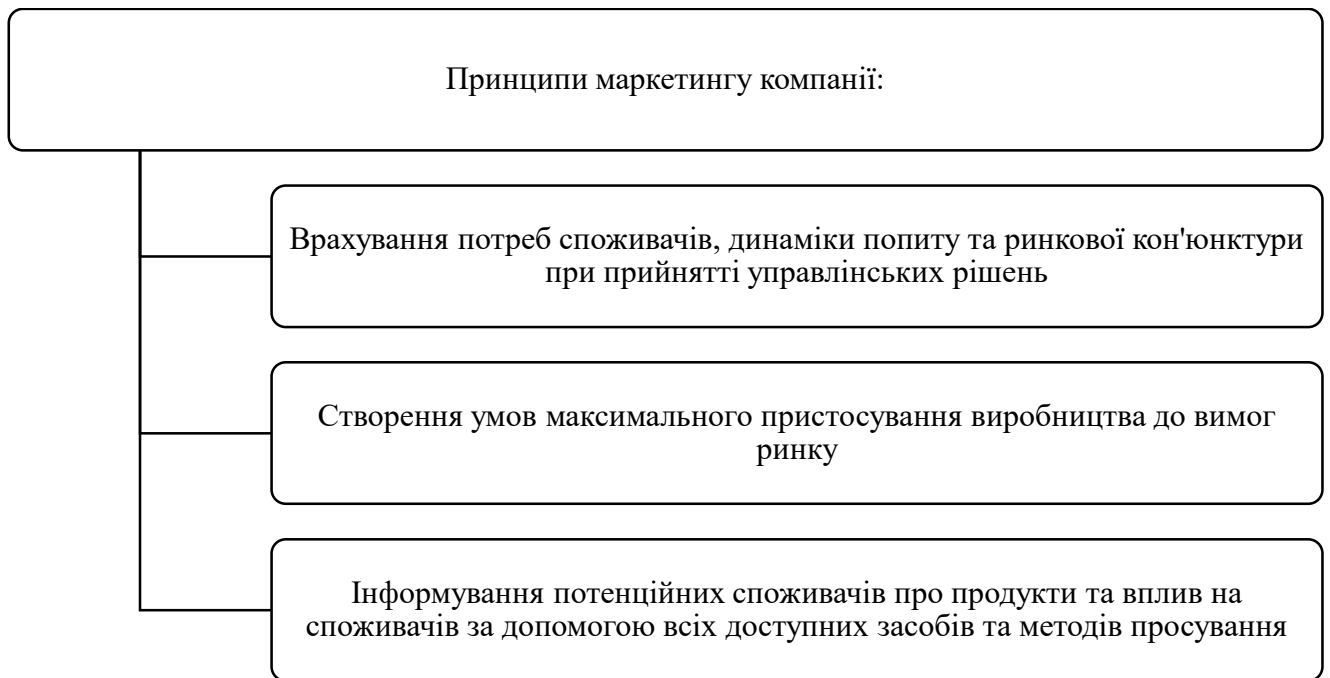 Принципи маркетингу компанії:
Врахування потреб споживачів, динаміки попиту та ринкової кон'юнктури
при прийнятті управлінських рішень
Створення умов максимального пристосування виробництва до вимог
ринку
Інформування потенційних споживачів про продукти та вплив на
споживачів за допомогою всіх доступних засобів та методів просування